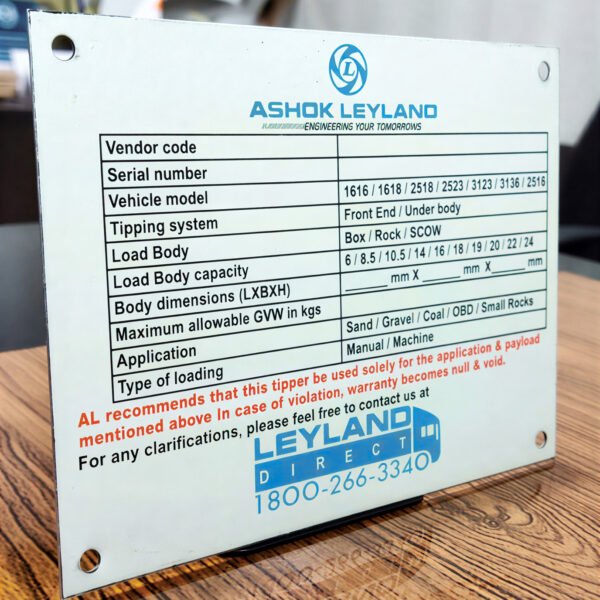 L
ASHOK LEYLAND
ENGINEERING YOUR TOMORROWS
Vendor code
Serial number
Vehicle model 1616 / 1618 / 2518 / 2523 / 3123 / 3136 / 2516
Tipping system Front End / Under body
Load Body Box / Rock / SCOW
Load Body capacity 6 / 8.5 / 10.5 / 14 / 16 / 18 / 19 / 20 / 22 / 24
Body dimensions (LXBXH) ______ mm X ______ mm X ______ mm
Maximum allowable GVW in kgs
Application Sand / Gravel / Coal / OBD / Small Rocks
Type of loading Manual / Machine
AL recommends that this tipper be used solely for the application & payload
mentioned above In case of violation, warranty becomes null & void.
For any clarifications, please feel free to contact us at
LEYLAND
DIRECT
1800-266-3340